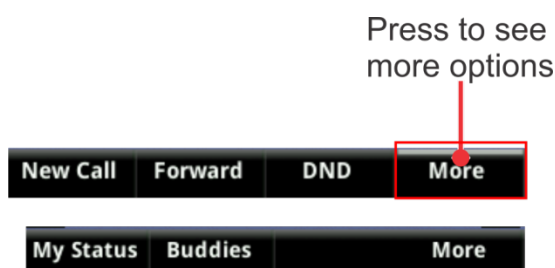 Press to see
more options
New Call Forward DND More
My Status Buddies More